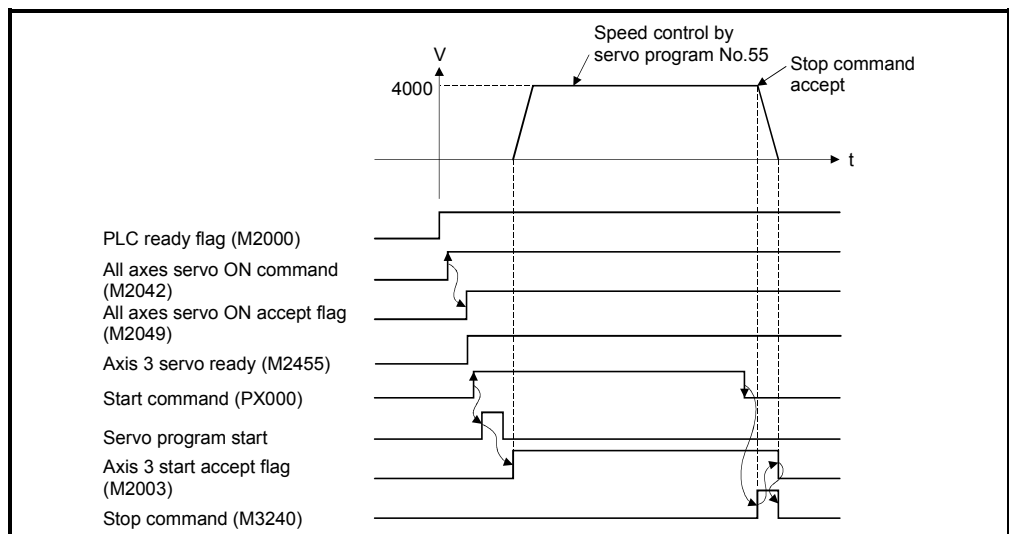 Speed control by
servo program No.55
V
Stop command
accept
4000
t
PLC ready flag (M2000)
All axes servo ON command
(M2042)
All axes servo ON accept flag
(M2049)
Axis 3 servo ready (M2455)
Start command (PX000)
Servo program start
Axis 3 start accept flag
(M2003)
Stop command (M3240)